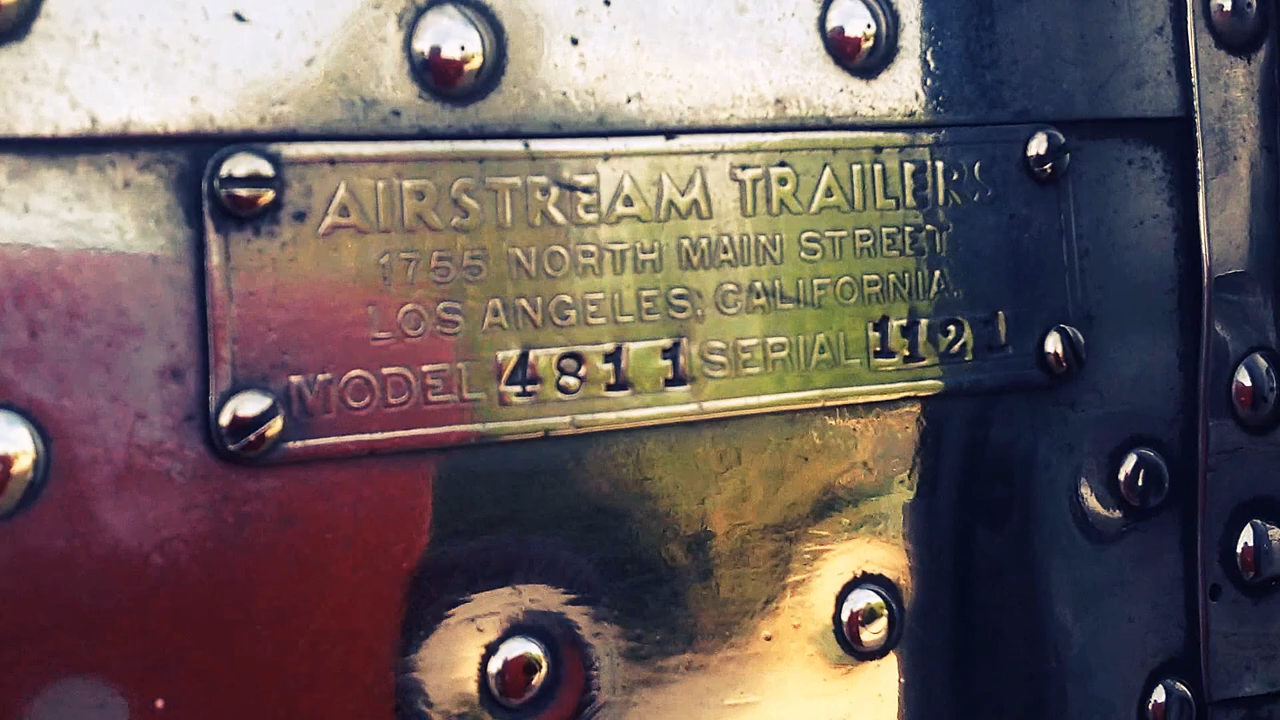 AIRSTREAM TRAILERS
1755 NORTH MAIN STREET
LOS ANGELES, CALIFORNIA.
MODEL 4811 SERIAL 1121